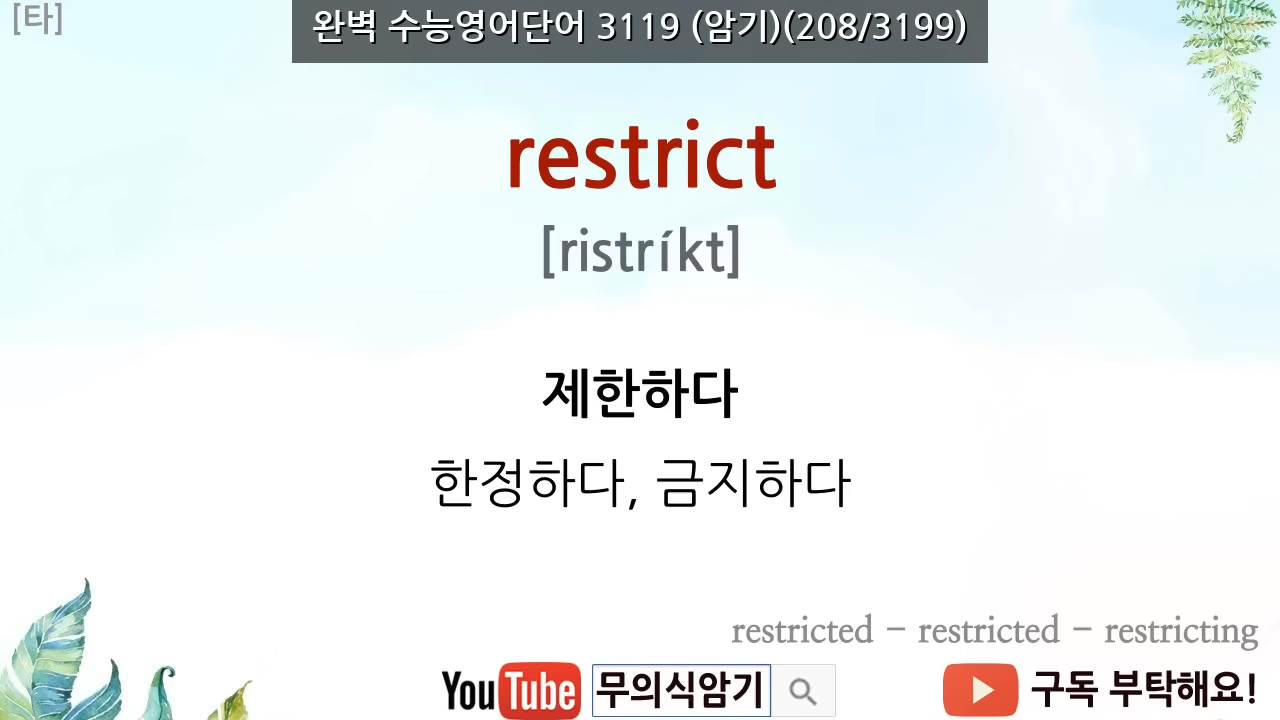 [타]
완벽 수능영어단어 3119 (암기)(208/3199)
restrict
[ristríkt]
제한하다
한정하다, 금지하다
restricted - restricted - restricting
YouTube 무의식암기 구독 부탁해요!